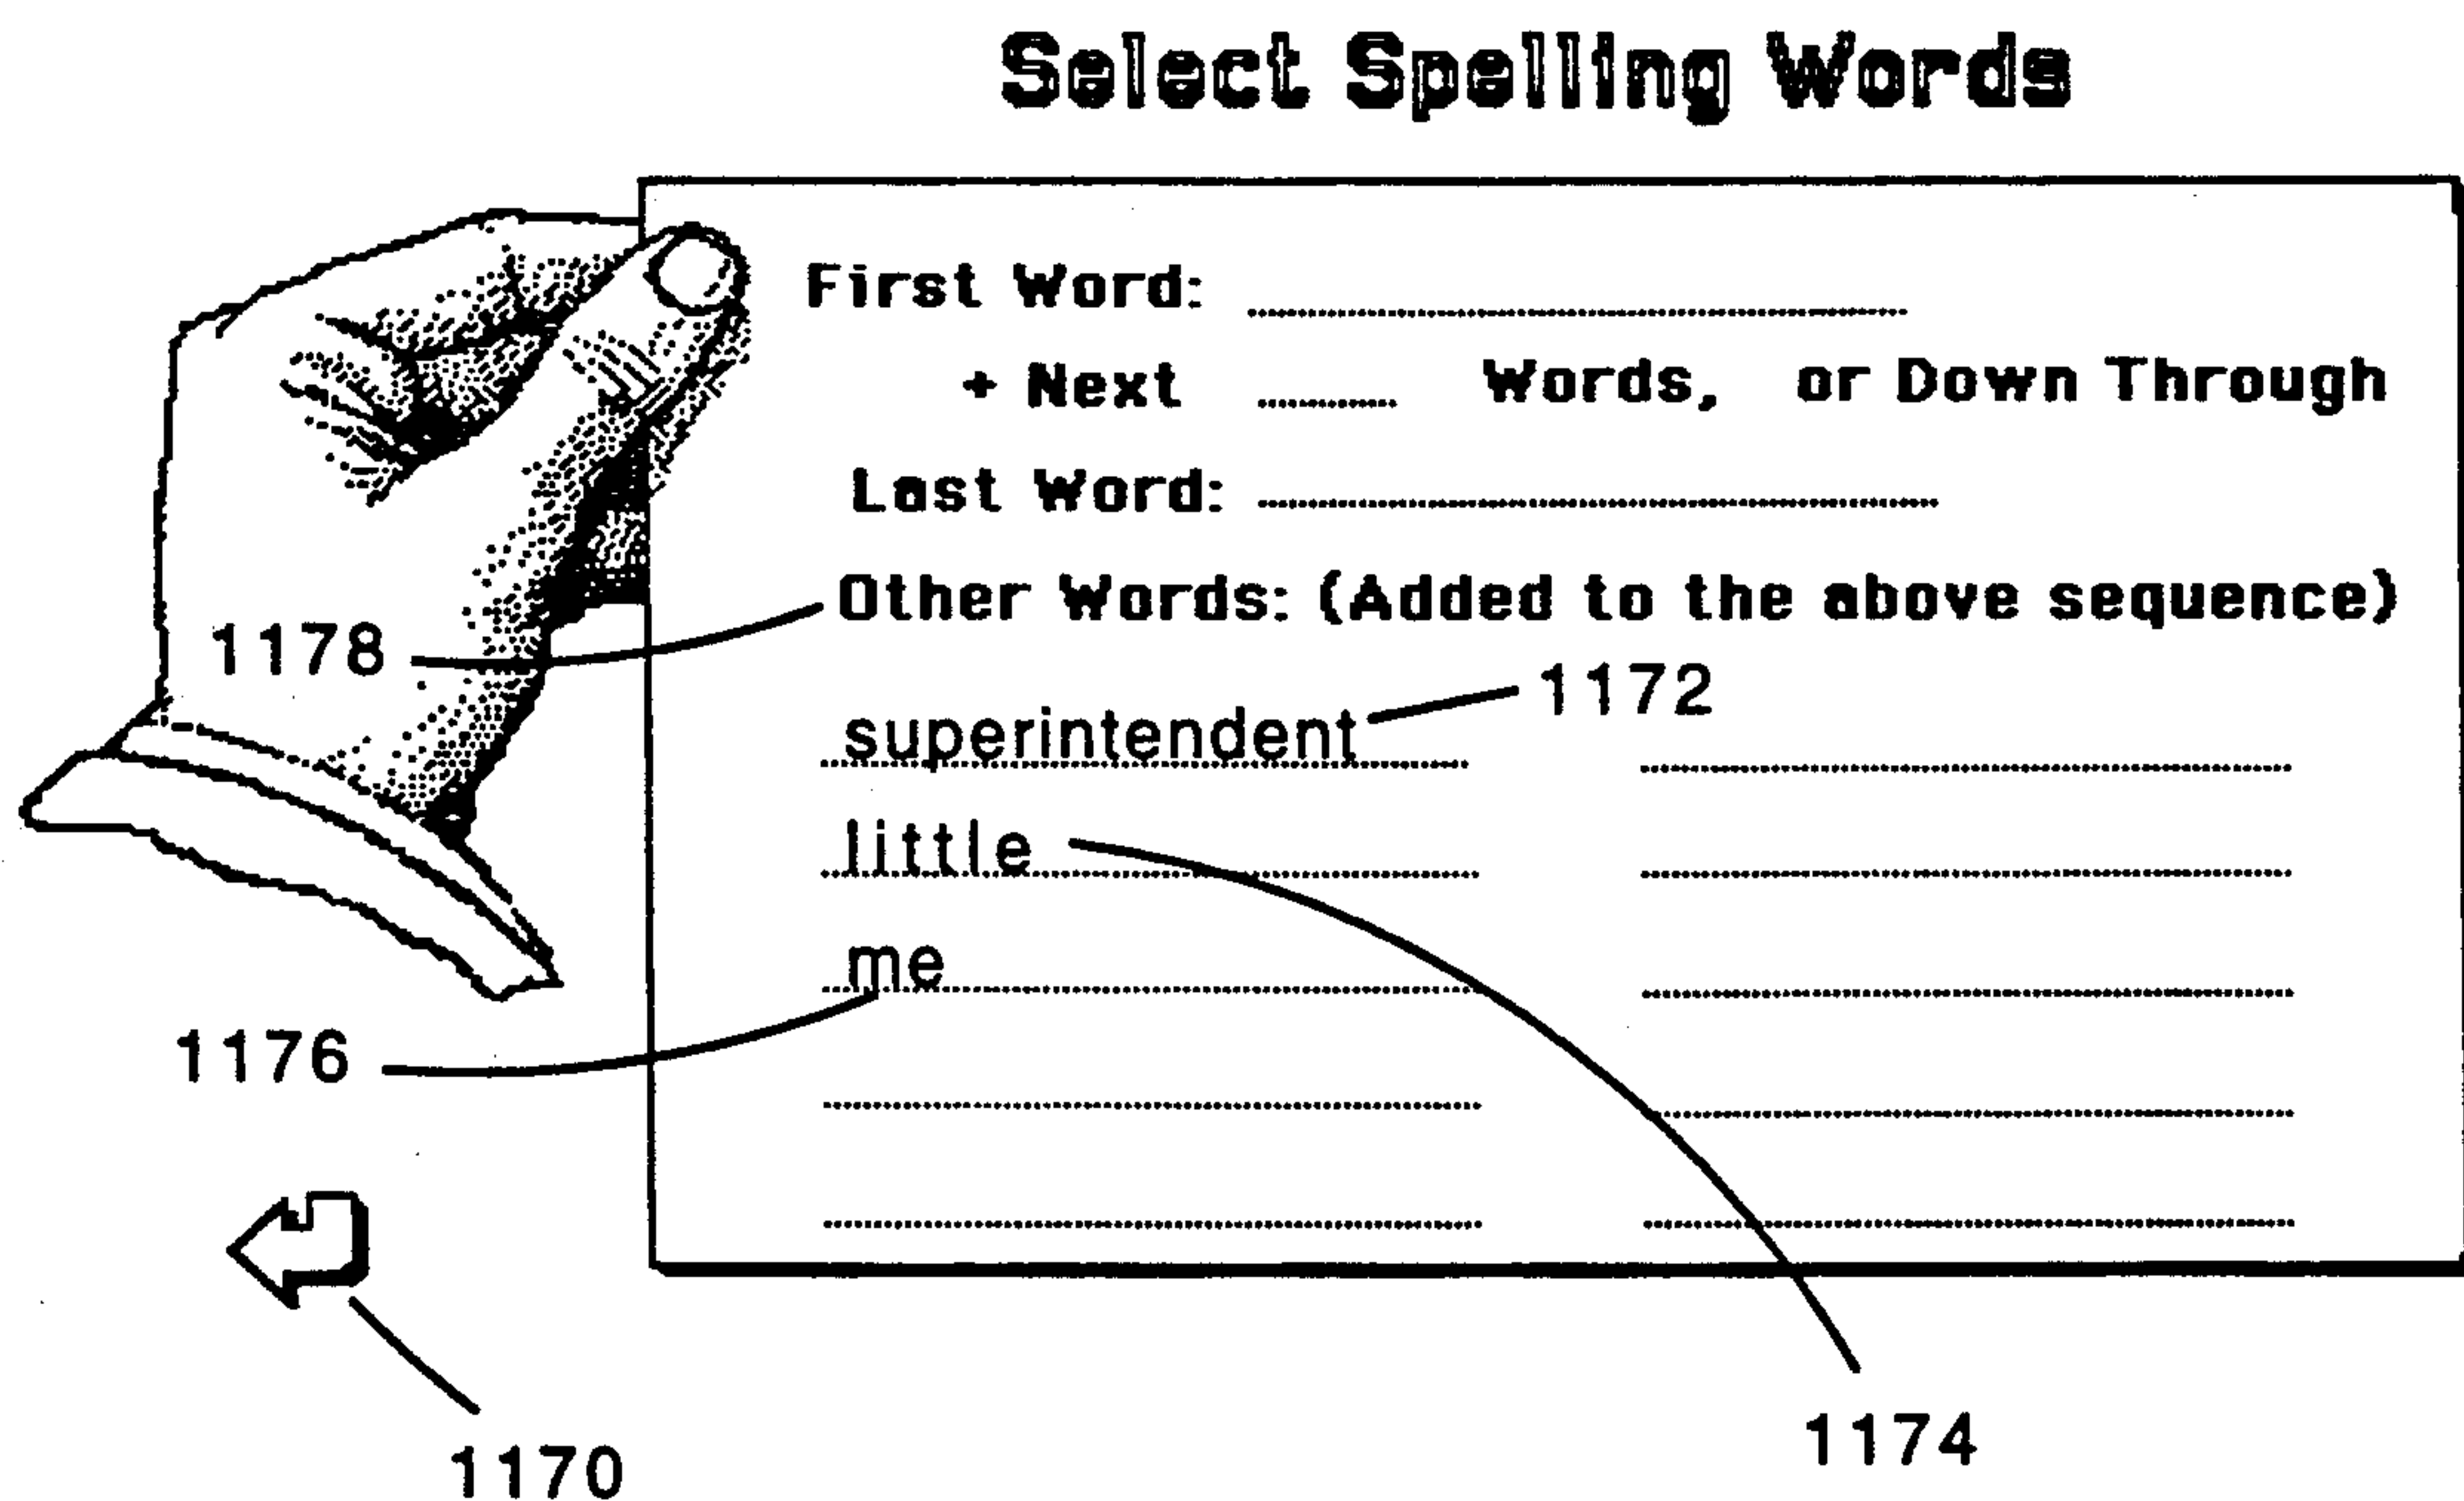 Select Spelling Words
First Word:
+ Next Words, or Down Through
Last Word:
Other Words: (Added to the above sequence)
1178
superintendent 1172
little
me
1176
1174
1170